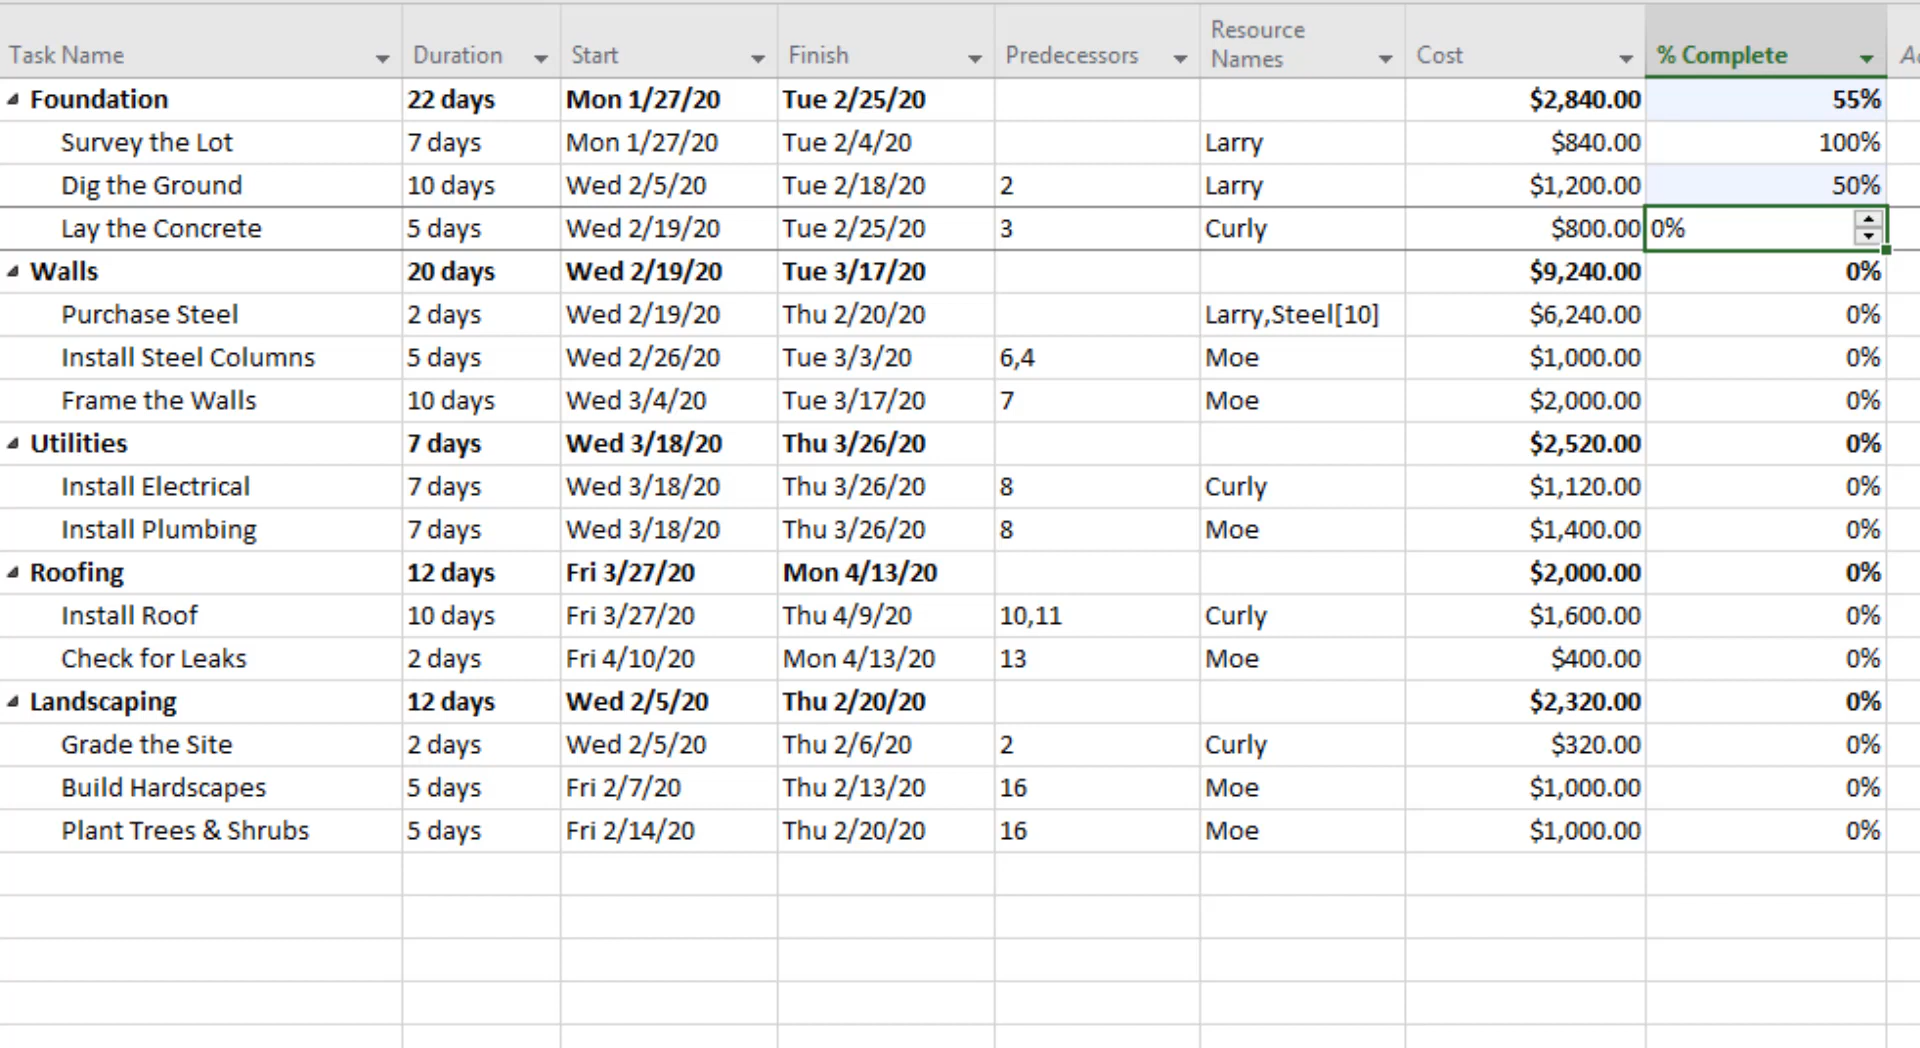 Task Name Duration Start Finish Predecessors Resource Names Cost % Complete
Foundation 22 days Mon 1/27/20 Tue 2/25/20 $2,840.00 55%
Survey the Lot 7 days Mon 1/27/20 Tue 2/4/20 Larry $840.00 100%
Dig the Ground 10 days Wed 2/5/20 Tue 2/18/20 2 Larry $1,200.00 50%
Lay the Concrete 5 days Wed 2/19/20 Tue 2/25/20 3 Curly $800.00 0%
Walls 20 days Wed 2/19/20 Tue 3/17/20 $9,240.00 0%
Purchase Steel 2 days Wed 2/19/20 Thu 2/20/20 Larry,Steel[10] $6,240.00 0%
Install Steel Columns 5 days Wed 2/26/20 Tue 3/3/20 6,4 Moe $1,000.00 0%
Frame the Walls 10 days Wed 3/4/20 Tue 3/17/20 7 Moe $2,000.00 0%
Utilities 7 days Wed 3/18/20 Thu 3/26/20 $2,520.00 0%
Install Electrical 7 days Wed 3/18/20 Thu 3/26/20 8 Curly $1,120.00 0%
Install Plumbing 7 days Wed 3/18/20 Thu 3/26/20 8 Moe $1,400.00 0%
Roofing 12 days Fri 3/27/20 Mon 4/13/20 $2,000.00 0%
Install Roof 10 days Fri 3/27/20 Thu 4/9/20 10,11 Curly $1,600.00 0%
Check for Leaks 2 days Fri 4/10/20 Mon 4/13/20 13 Moe $400.00 0%
Landscaping 12 days Wed 2/5/20 Thu 2/20/20 $2,320.00 0%
Grade the Site 2 days Wed 2/5/20 Thu 2/6/20 2 Curly $320.00 0%
Build Hardscapes 5 days Fri 2/7/20 Thu 2/13/20 16 Moe $1,000.00 0%
Plant Trees & Shrubs 5 days Fri 2/14/20 Thu 2/20/20 16 Moe $1,000.00 0%